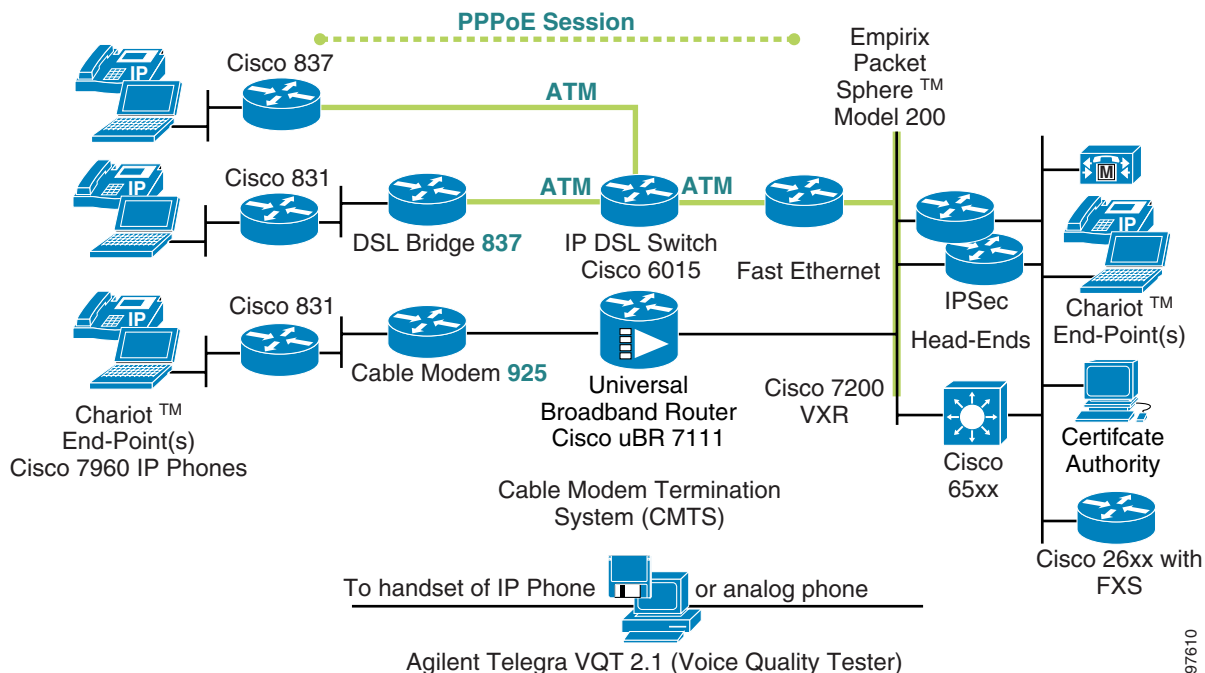 PPPoE Session
Empirix
Packet
Sphere TM
Model 200
IP
Cisco 837
ATM
IP
Cisco 831
ATM
ATM
M
IP
DSL Bridge 837
IP DSL Switch
Cisco 6015
Fast Ethernet
IPSec
Head-Ends
Chariot TM
End-Point(s)
IP
Cisco 831
Cable Modem 925
Universal
Broadband Router
Cisco uBR 7111
Cisco 7200
VXR
Chariot TM
End-Point(s)
Cisco 7960 IP Phones
Cisco
65xx
Certifcate
Authority
Cable Modem Termination
System (CMTS)
Cisco 26xx with
FXS
To handset of IP Phone
or analog phone
Agilent Telegra VQT 2.1 (Voice Quality Tester)
97610